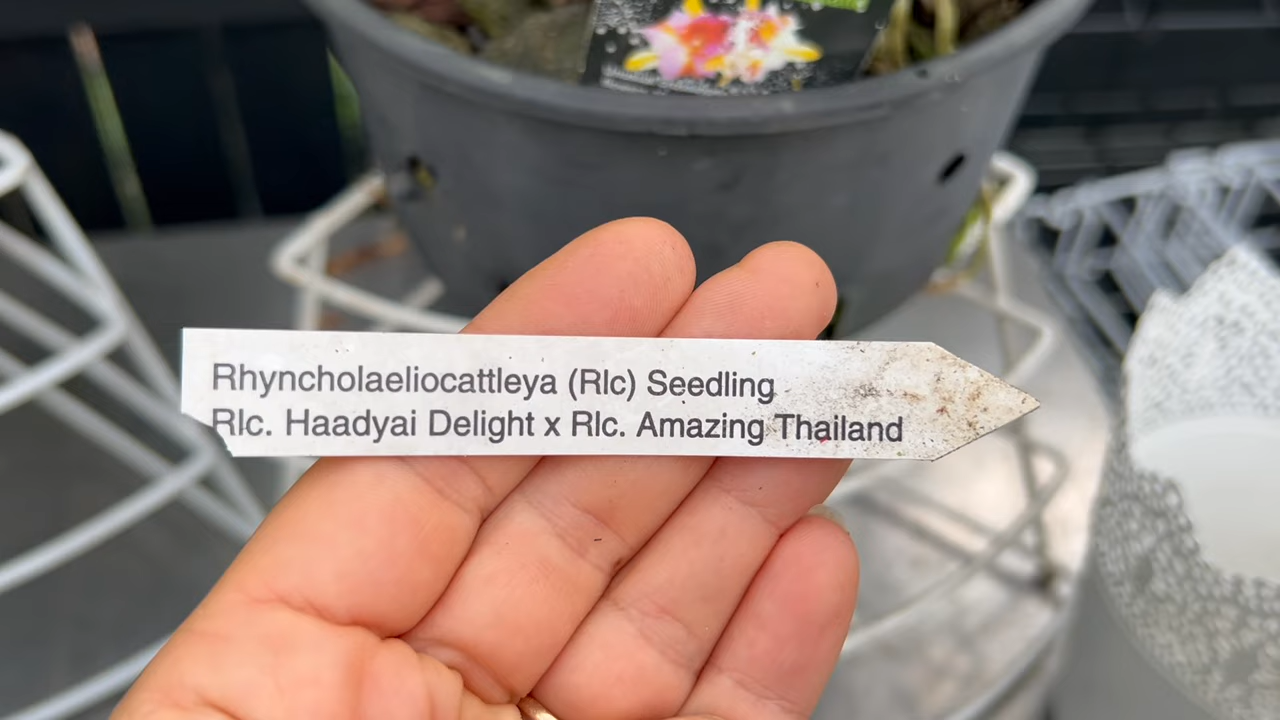 Rhyncholaeliocattleya (Rlc) Seedling
Rlc. Haadyai Delight x Rlc. Amazing Thailand